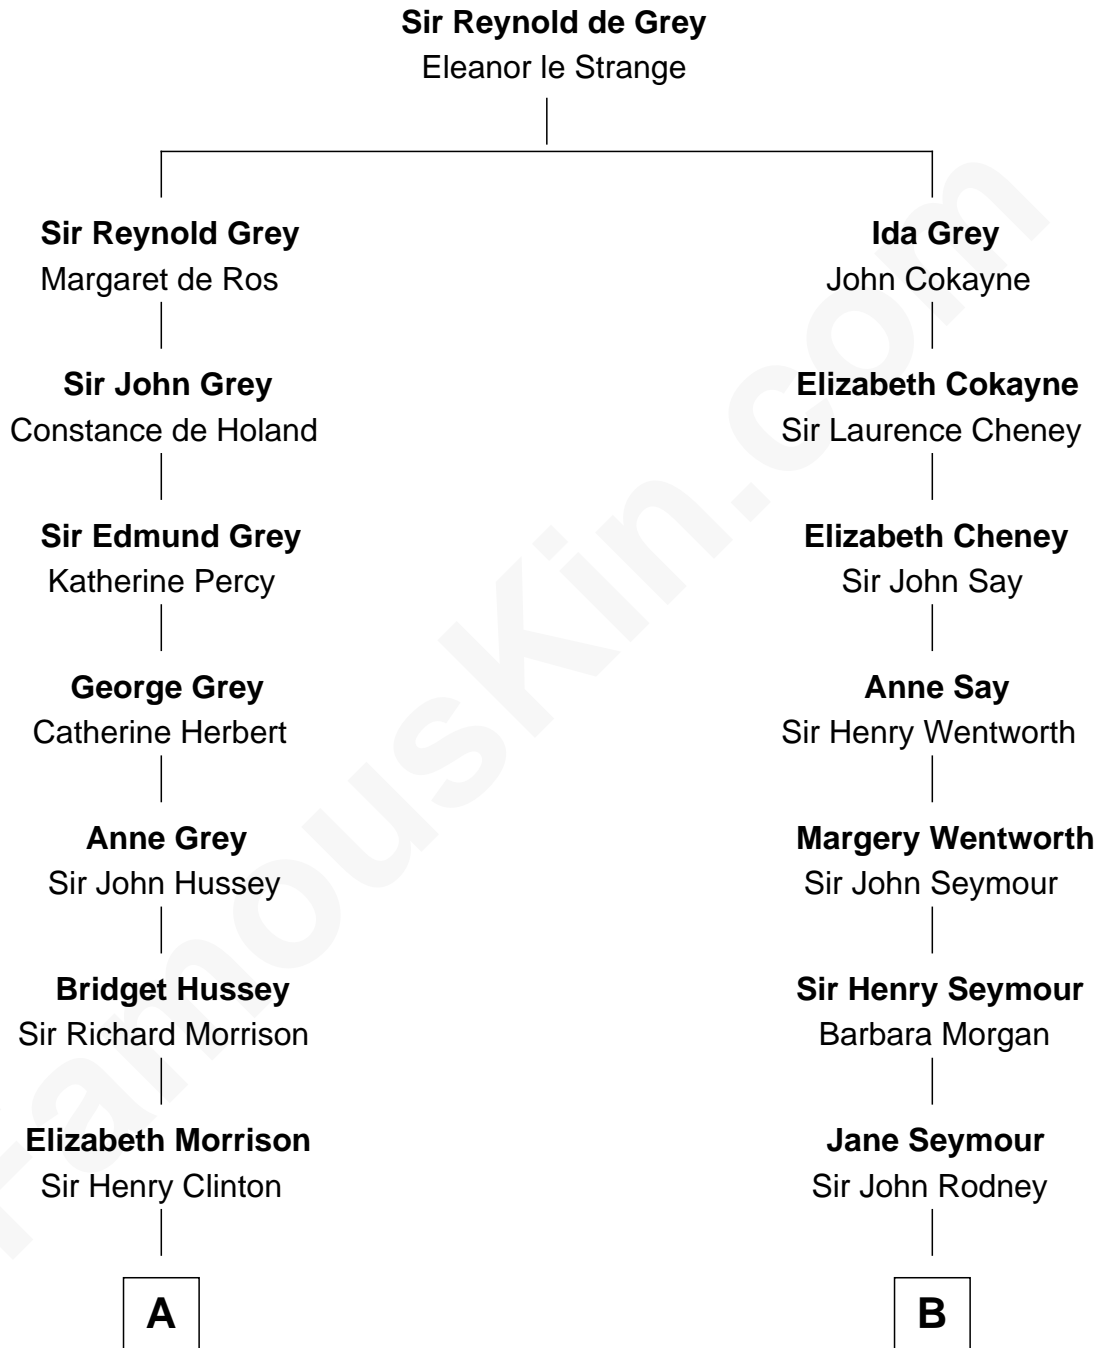 Sir Reynold de Grey
Eleanor le Strange
Sir Reynold Grey
Margaret de Ros
Ida Grey
John Cokayne
Sir John Grey
Constance de Holand
Elizabeth Cokayne
Sir Laurence Cheney
Sir Edmund Grey
Katherine Percy
Elizabeth Cheney
Sir John Say
George Grey
Catherine Herbert
Anne Say
Sir Henry Wentworth
Anne Grey
Sir John Hussey
Margery Wentworth
Sir John Seymour
Bridget Hussey
Sir Richard Morrison
Sir Henry Seymour
Barbara Morgan
Elizabeth Morrison
Sir Henry Clinton
Jane Seymour
Sir John Rodney
A
B
FamousKin.com